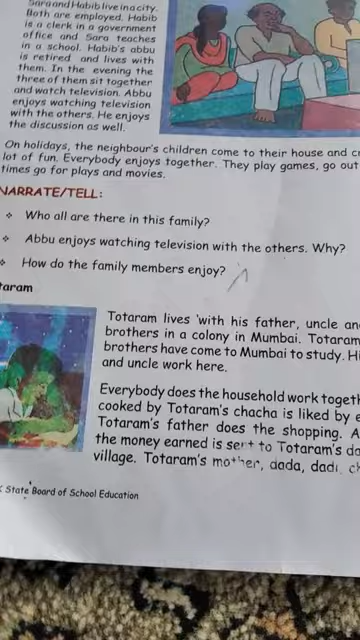 Sara and Habib live in a city.
Both are employed. Habib
is a clerk in a government
office and Sara teaches
in a school. Habib's abbu
is retired and lives with
them. In the evening the
three of them sit together
and watch television. Abbu
enjoys watching television
with the others. He enjoys
the discussion as well.
On holidays, the neighbour's children come to their house and
lot of fun. Everybody enjoys together. They play games, go out
times go for plays and movies.
NARRATE/TELL:
Who all are there in this family?
Abbu enjoys watching television with the others. Why?
How do the family members enjoy?
taram
Totaram lives with his father, uncle an
brothers in a colony in Mumbai. Totaram
brothers have come to Mumbai to study. Hi
and uncle work here.
Everybody does the household work togeth
cooked by Totaram's chacha is liked by e
Totaram's father does the shopping. A
the money earned is sent to Totaram's da
village. Totaram's mother, dada, dadi, ch
State Board of School Education